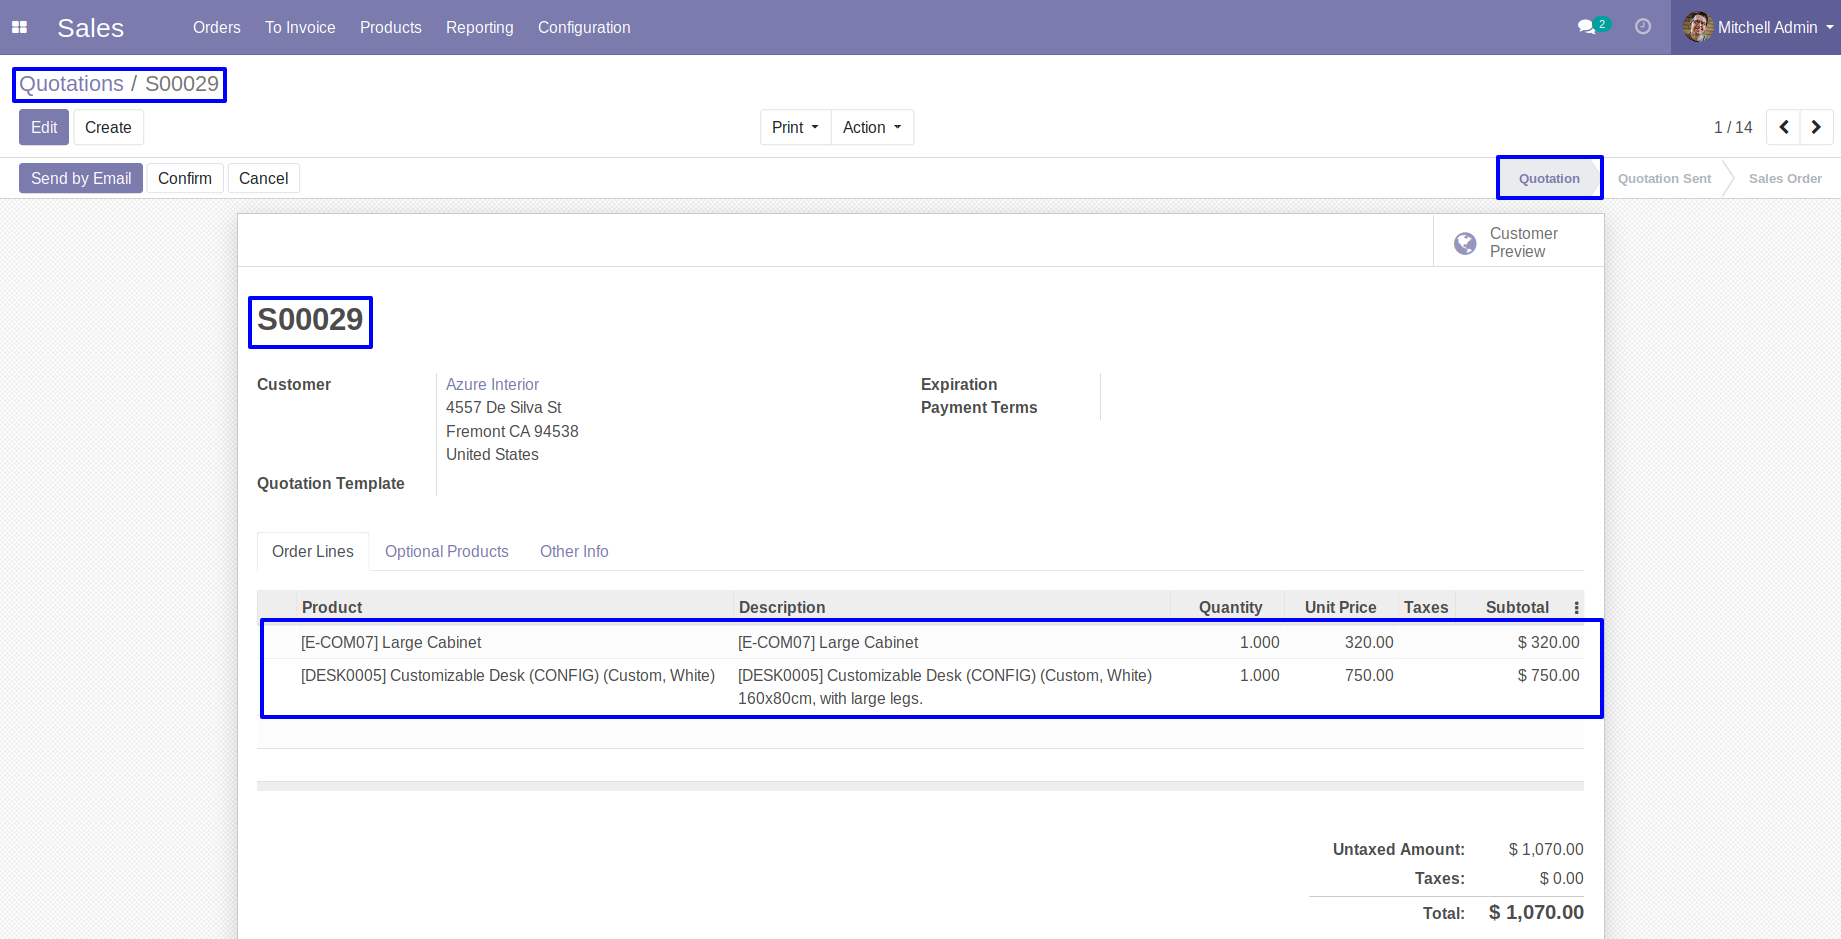 Sales Orders To Invoice Products Reporting Configuration 2 Mitchell Admin
Quotations / S00029
Edit Create Print Action 1 / 14
Send by Email Confirm Cancel Quotation Quotation Sent Sales Order
Customer
Preview
S00029
Customer Azure Interior Expiration
4557 De Silva St Payment Terms
Fremont CA 94538
United States
Quotation Template
Order Lines Optional Products Other Info
Product Description Quantity Unit Price Taxes Subtotal
[E-COM07] Large Cabinet [E-COM07] Large Cabinet 1.000 320.00 $ 320.00
[DESK0005] Customizable Desk (CONFIG) (Custom, White) [DESK0005] Customizable Desk (CONFIG) (Custom, White) 1.000 750.00 $ 750.00
160x80cm, with large legs.
Untaxed Amount: $ 1,070.00
Taxes: $ 0.00
Total: $ 1,070.00